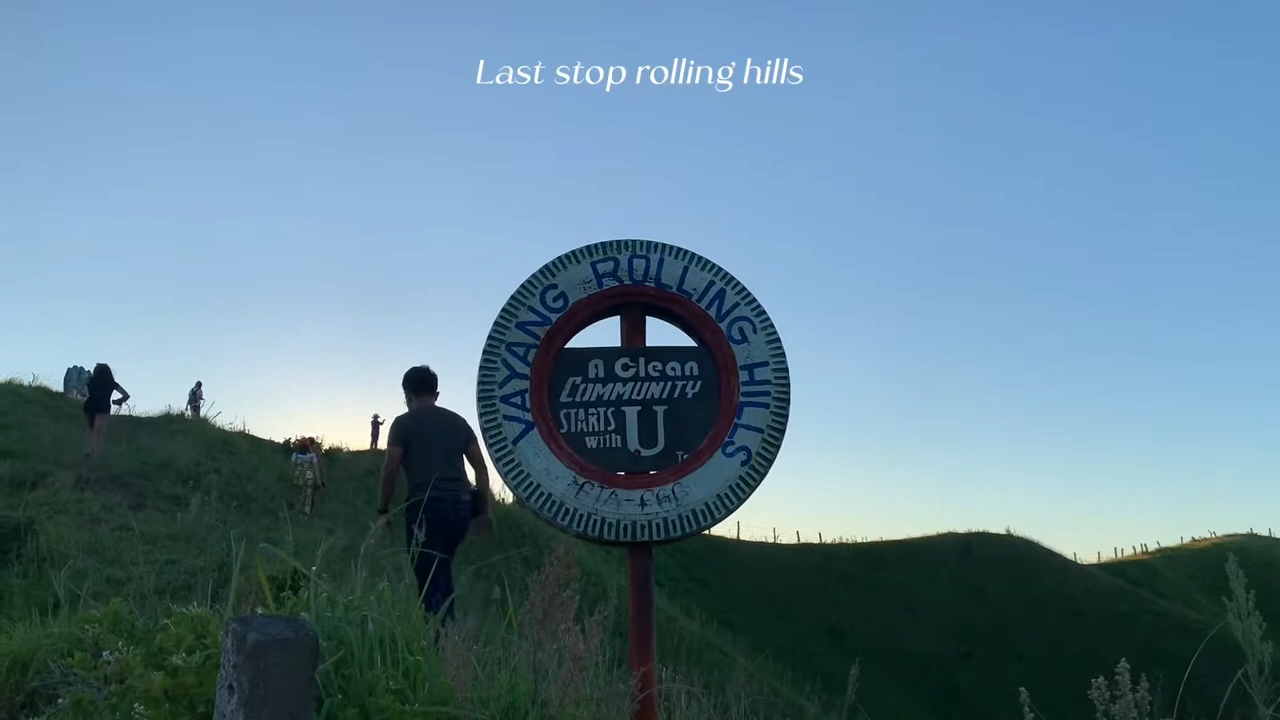 Last stop rolling hills
VAYANG ROLLING HILLS
A Clean
COMMUNITY
STARTS
with U